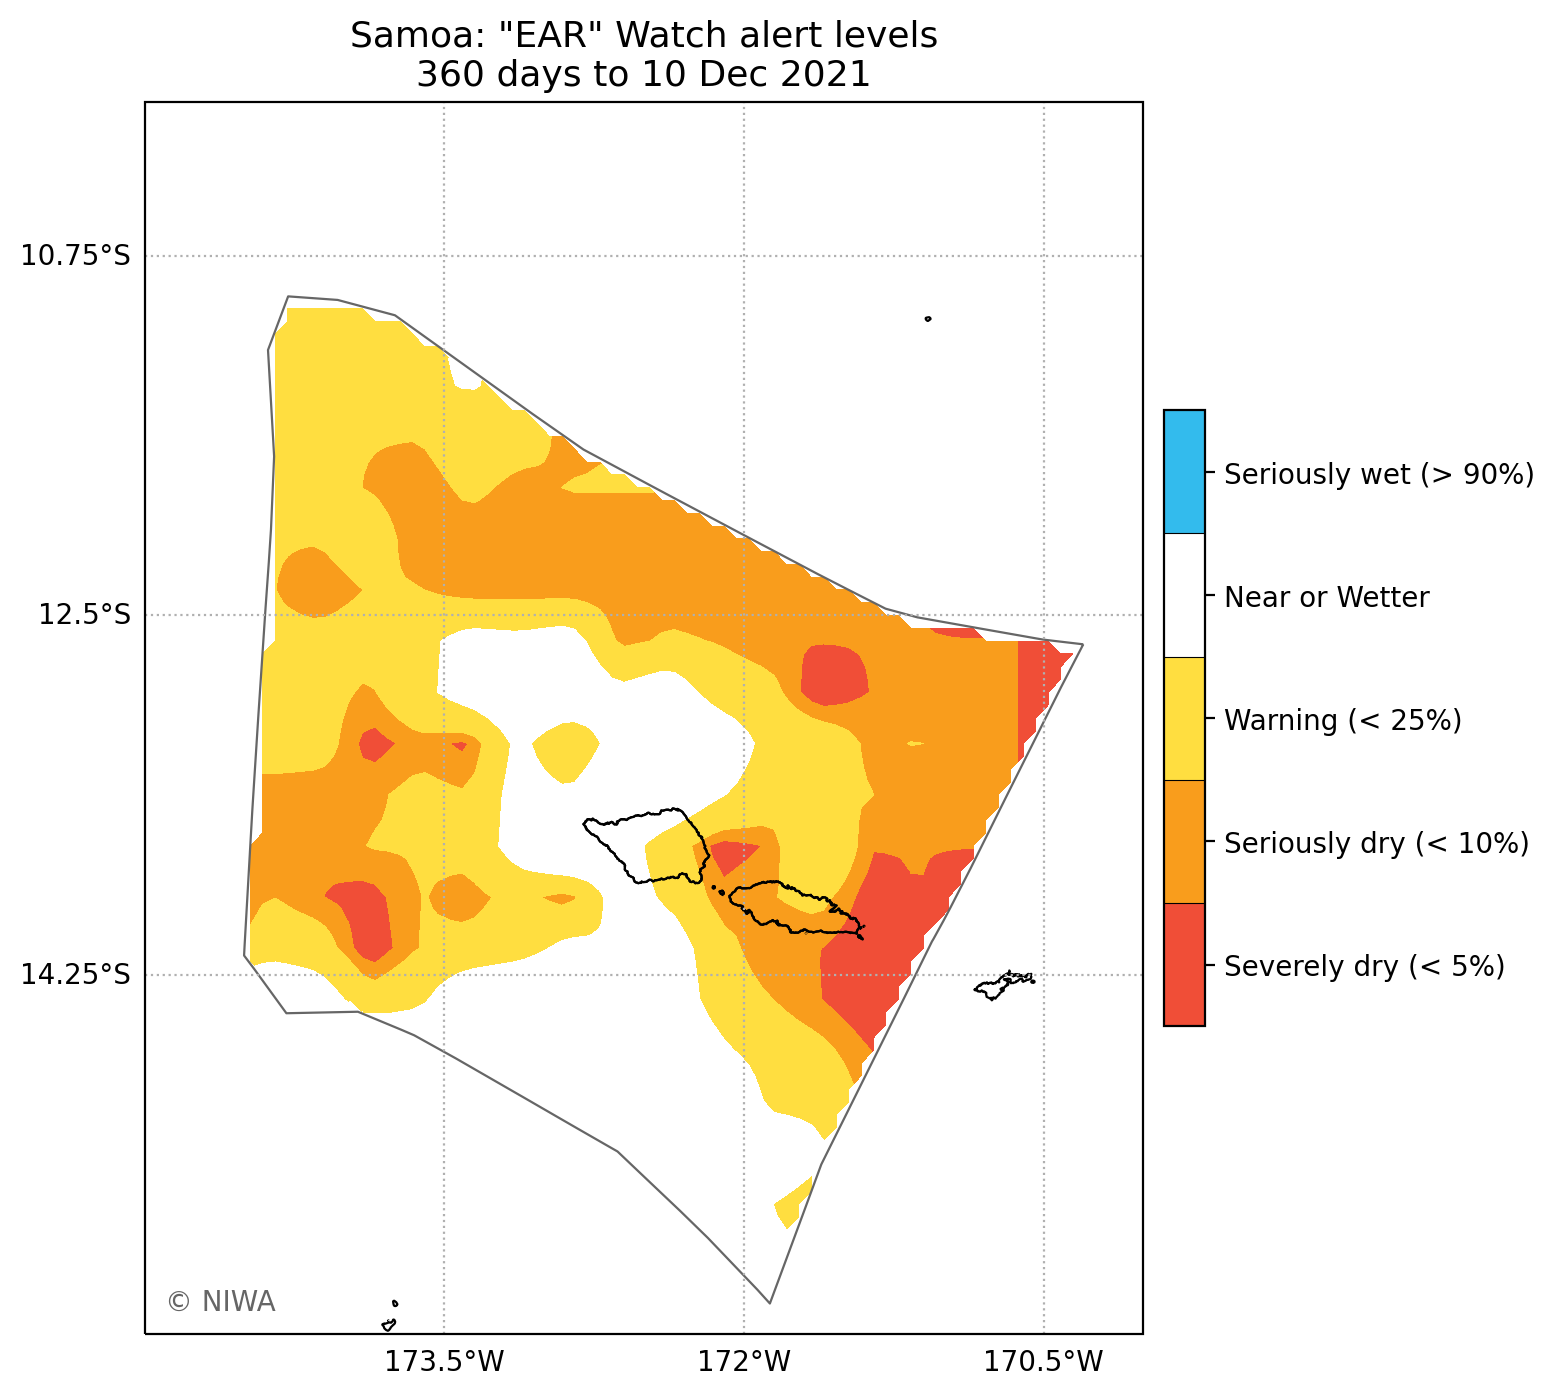 Samoa: "EAR" Watch alert levels
360 days to 10 Dec 2021
10.75°S
12.5°S
14.25°S
173.5°W
172°W
170.5°W
Seriously wet (> 90%)
Near or Wetter
Warning (< 25%)
Seriously dry (< 10%)
Severely dry (< 5%)
© NIWA